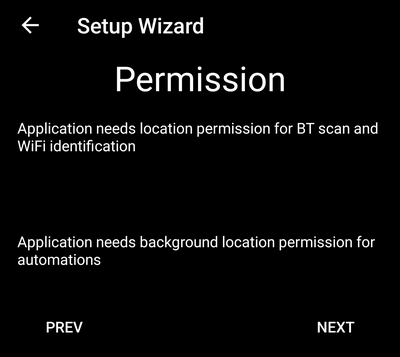 Setup Wizard
Permission
Application needs location permission for BT scan and
WiFi identification
Application needs background location permission for
automations
PREV
NEXT